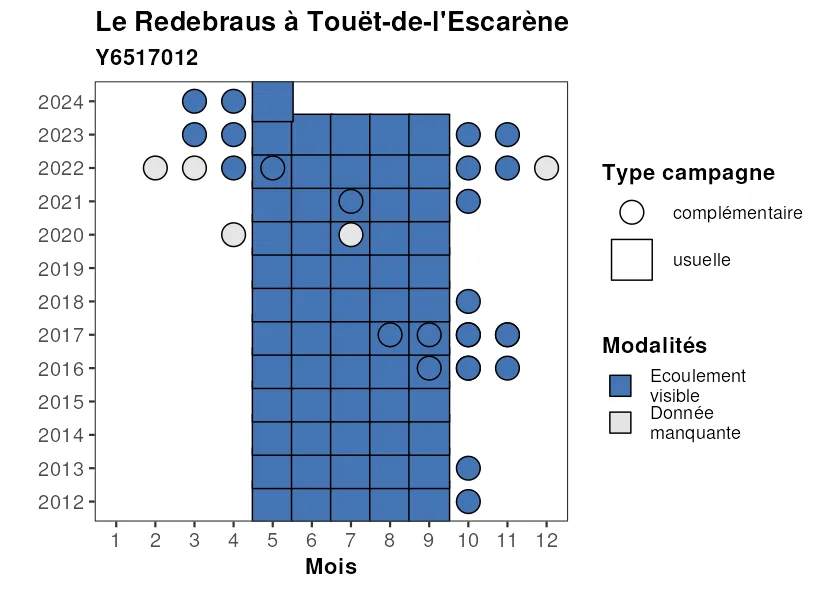 Le Redebraus à Touët-de-l'Escarène
Y6517012
2024
2023
2022
2021
2020
2019
2018
2017
2016
2015
2014
2013
2012
1 2 3 4 5 6 7 8 9 10 11 12
Mois
Type campagne
complémentaire
usuelle
Modalités
Ecoulement
visible
Donnée
manquante